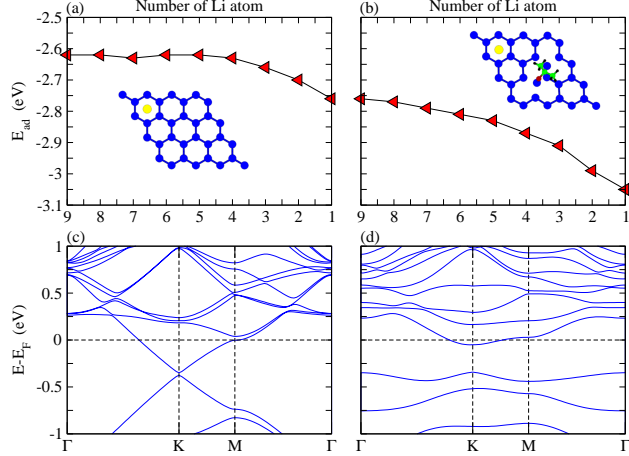 (a) Number of Li atom
(b) Number of Li atom
E_ad (eV)
-2.5
-2.6
-2.7
-2.8
-2.9
-3
-3.1
9 8 7 6 5 4 3 2 1
9 8 7 6 5 4 3 2 1
(c)
(d)
E-E_F (eV)
1
0.5
0
-0.5
-1
Γ K M Γ
Γ K M Γ